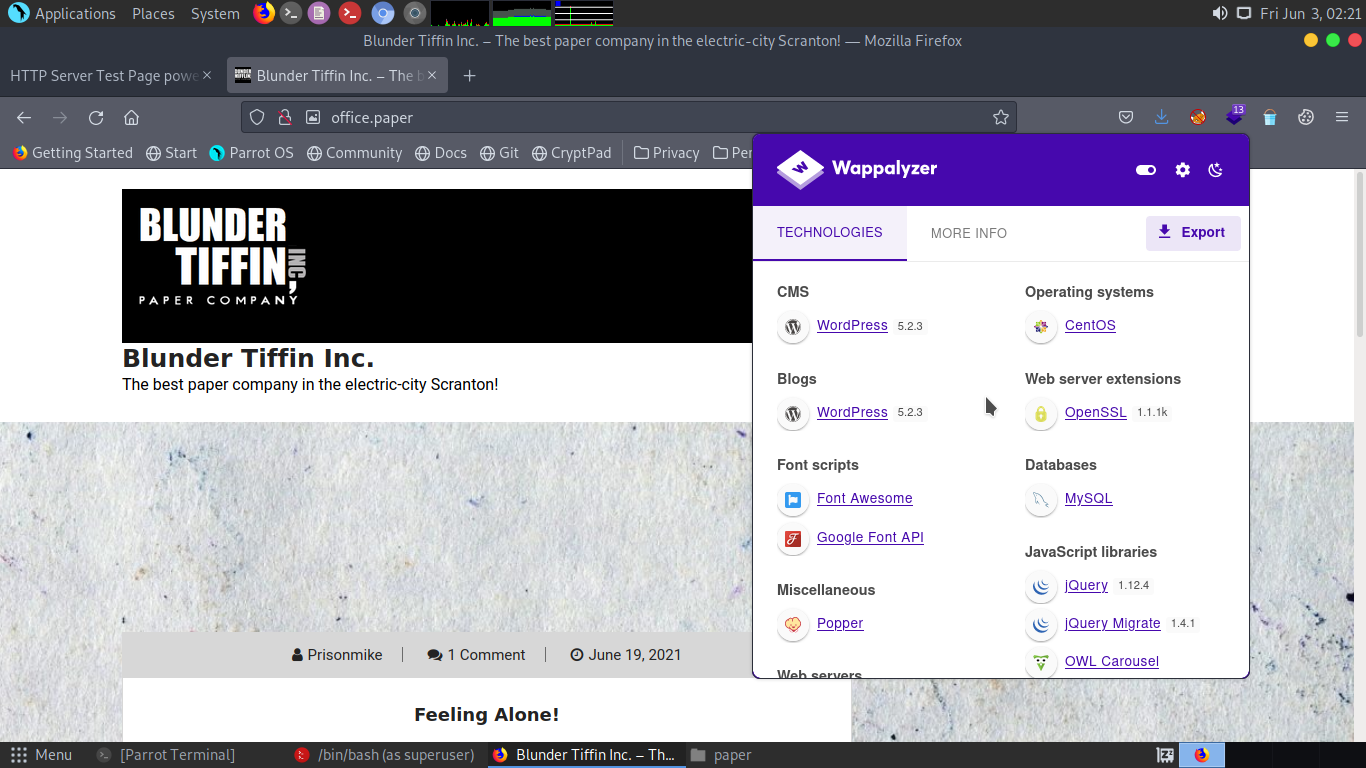 Applications Places System Fri Jun 3, 02:21
Blunder Tiffin Inc. – The best paper company in the electric-city Scranton! — Mozilla Firefox
HTTP Server Test Page powe Blunder Tiffin Inc. – The b
office.paper 13
Getting Started Start Parrot OS Community Docs Git CryptPad Privacy Per
Wappalyzer
BLUNDER
TIFFIN, INC
PAPER COMPANY
Blunder Tiffin Inc.
The best paper company in the electric-city Scranton!
TECHNOLOGIES MORE INFO Export
CMS
WordPress 5.2.3
Blogs
WordPress 5.2.3
Font scripts
Font Awesome
Google Font API
Miscellaneous
Popper
Web servers
Operating systems
CentOS
Web server extensions
OpenSSL 1.1.1k
Databases
MySQL
JavaScript libraries
jQuery 1.12.4
jQuery Migrate 1.4.1
OWL Carousel
Prisonmike 1 Comment June 19, 2021
Feeling Alone!
Menu [Parrot Terminal] /bin/bash (as superuser) Blunder Tiffin Inc. – Th... paper